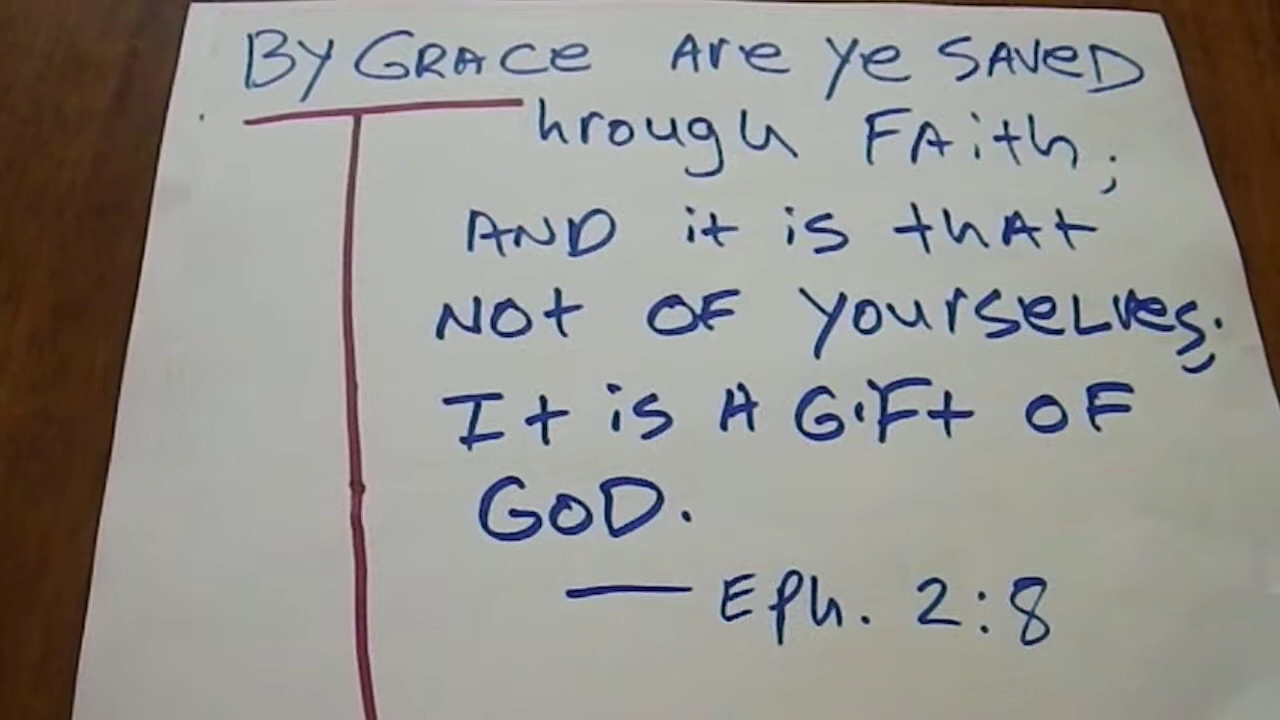 BY GRACE Are Ye SAVED
Through FAith;
AND it is thAt
NOt OF YourseLves;
It is A GiFt OF
GOD.
— Eph. 2:8